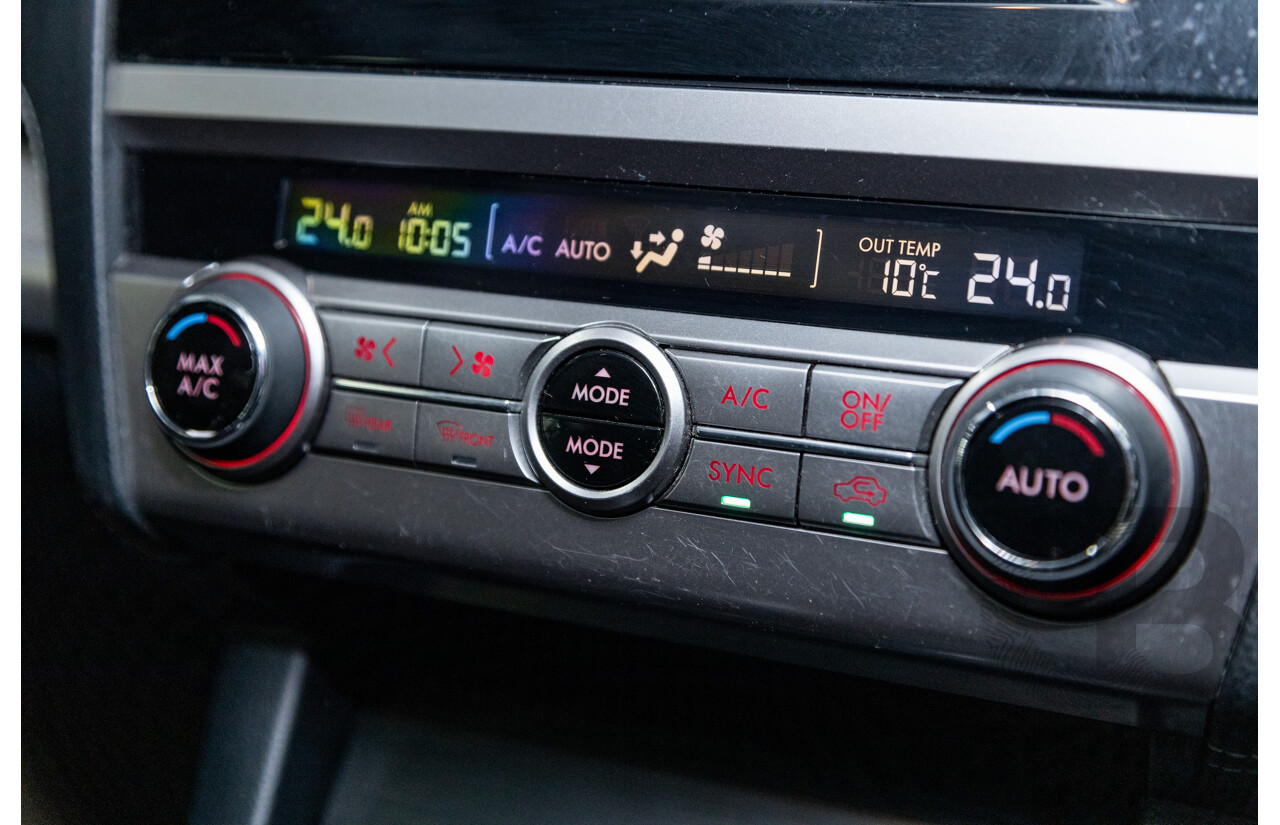 24.0 AM 10:05 A/C AUTO OUT TEMP 10°C 24.0
MAX A/C
MODE
MODE
A/C
ON/
OFF
REAR
FRONT
SYNC
AUTO